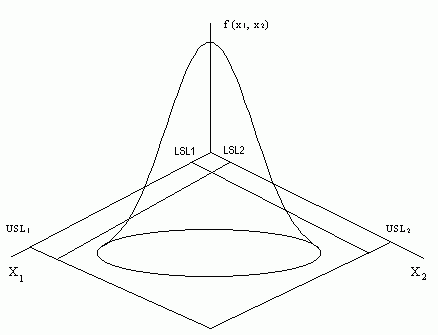 f (x₁, x₂)
LSL1 LSL2
USL₁ USL₂
X₁ X₂